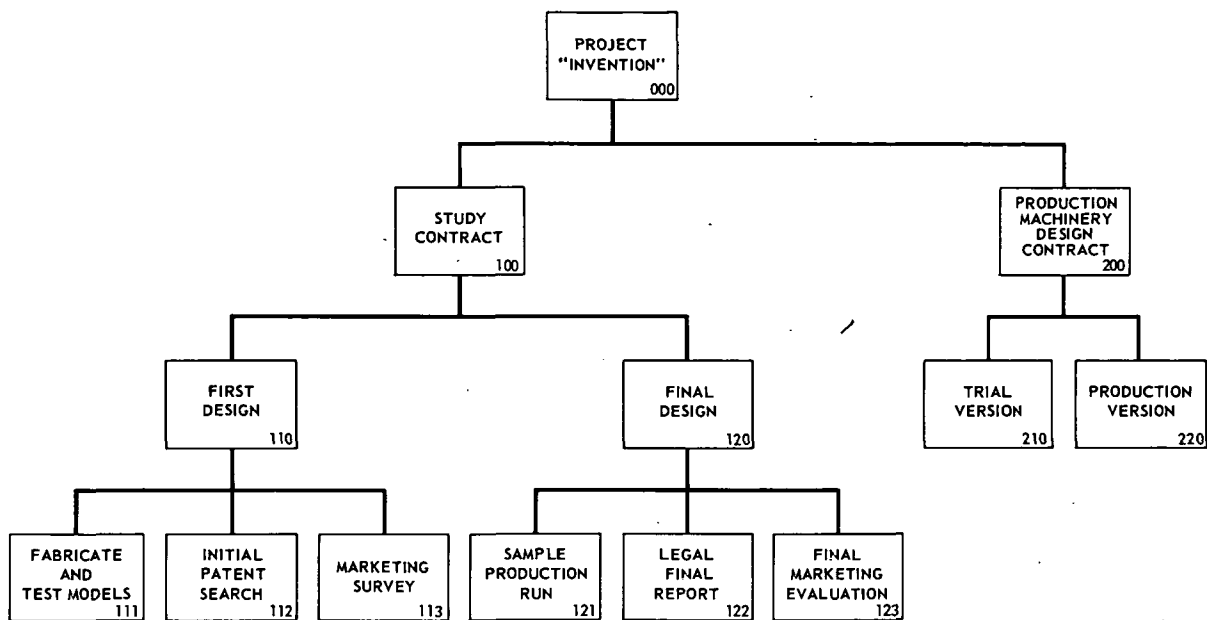 PROJECT
"INVENTION"
000
STUDY
CONTRACT
100
PRODUCTION
MACHINERY
DESIGN
CONTRACT
200
FIRST
DESIGN
110
FINAL
DESIGN
120
TRIAL
VERSION
210
PRODUCTION
VERSION
220
FABRICATE
AND
TEST MODELS
111
INITIAL
PATENT
SEARCH
112
MARKETING
SURVEY
113
SAMPLE
PRODUCTION
RUN
121
LEGAL
FINAL
REPORT
122
FINAL
MARKETING
EVALUATION
123